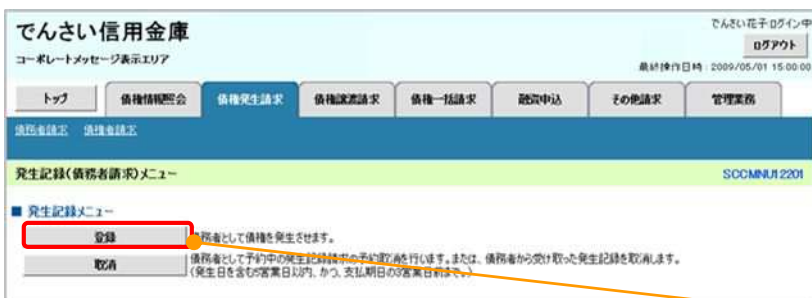 でんさい信用金庫
でんさい花子 ログイン中
ログアウト
コーポレートメッセージ表示エリア
最終操作日時:2009/05/01 15:00:00
トップ 債権情報照会 債権発生請求 債権譲渡請求 債権一括請求 融資申込 その他請求 管理業務
債務者請求 債権者請求
発生記録(債務者請求)メニュー SCCMNU12201
■ 発生記録メニュー
登録 債務者として債権を発生させます。
取消 債務者として予約中の発生記録請求の予約取消を行います。または、債務者から受け取った発生記録を取消します。
(発生日を含む5営業日以内、かつ、支払期日の3営業日前まで。)